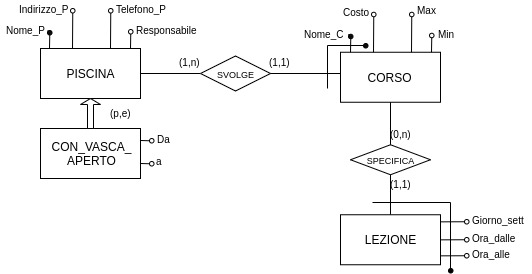 Indirizzo_P
Telefono_P
Nome_P
Responsabile
Costo
Max
Nome_C
Min
PISCINA
(1,n)
SVOLGE
(1,1)
CORSO
(p,e)
CON_VASCA_
APERTO
Da
a
(0,n)
SPECIFICA
(1,1)
LEZIONE
Giorno_sett
Ora_dalle
Ora_alle